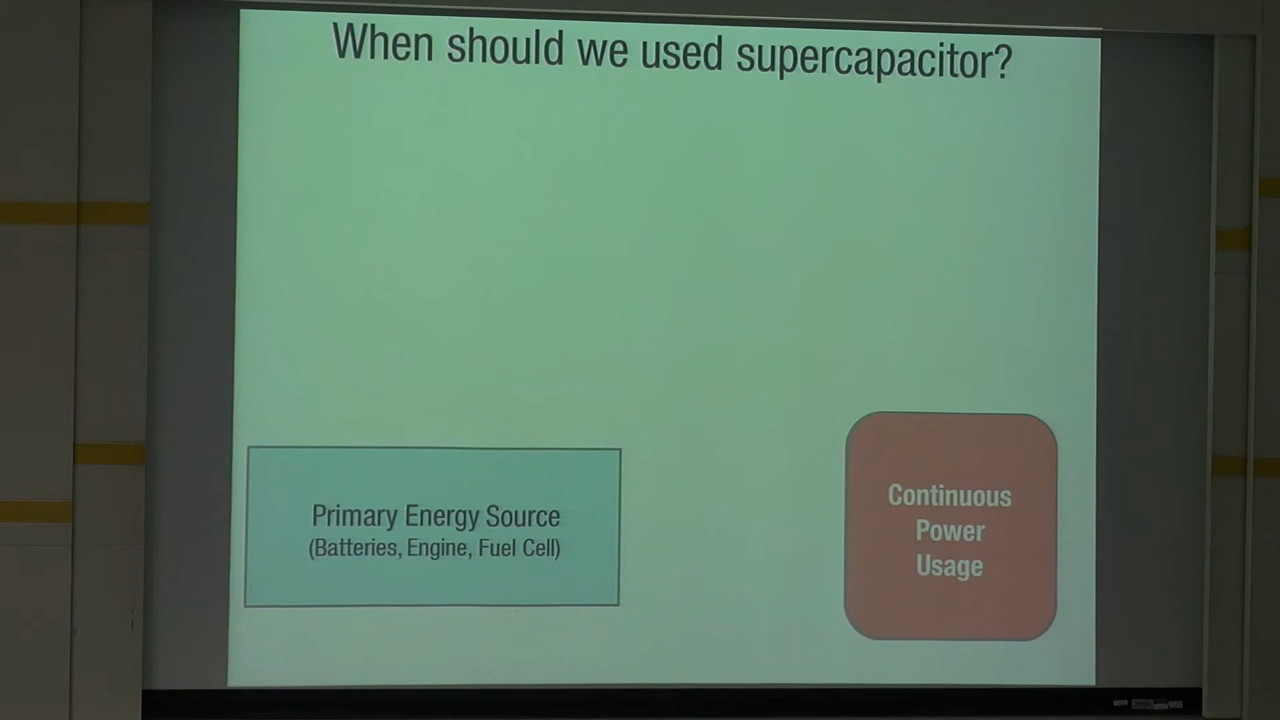 When should we used supercapacitor?
Primary Energy Source
(Batteries, Engine, Fuel Cell)
Continuous
Power
Usage